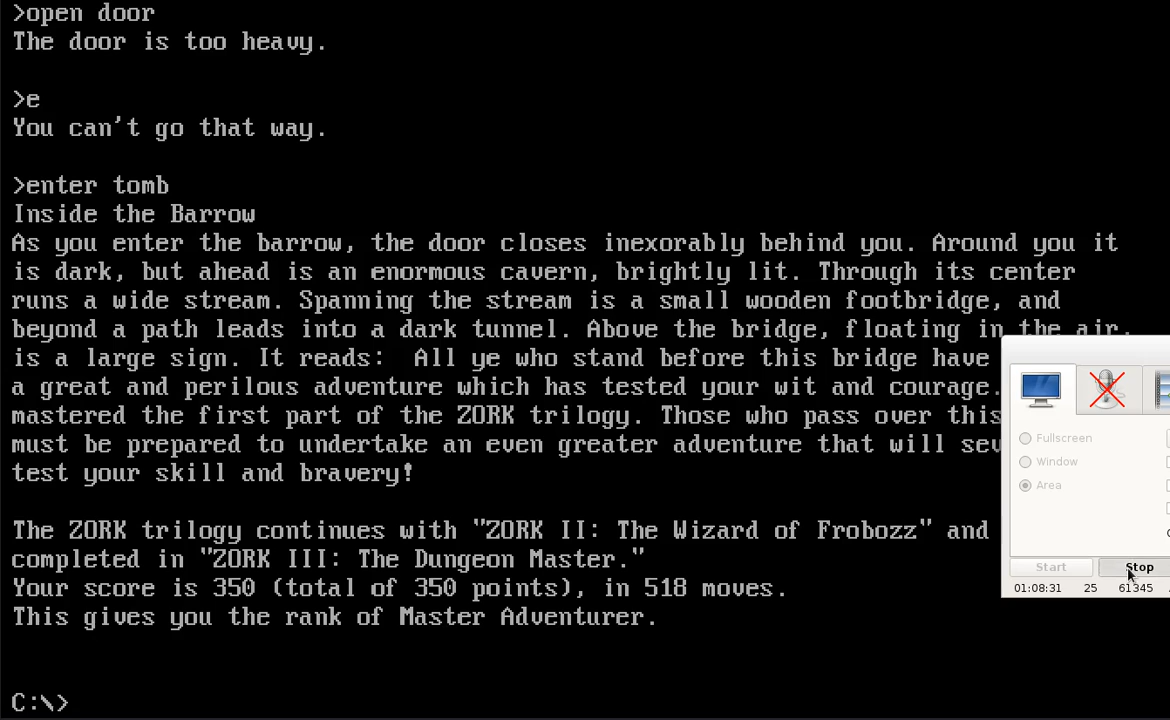 >open door
The door is too heavy.
>e
You can't go that way.
>enter tomb
Inside the Barrow
As you enter the barrow, the door closes inexorably behind you. Around you it
is dark, but ahead is an enormous cavern, brightly lit. Through its center
runs a wide stream. Spanning the stream is a small wooden footbridge, and
beyond a path leads into a dark tunnel. Above the bridge, floating in the air,
is a large sign. It reads:  All ye who stand before this bridge have
a great and perilous adventure which has tested your wit and courage.
mastered the first part of the ZORK trilogy. Those who pass over this
must be prepared to undertake an even greater adventure that will
test your skill and bravery!
The ZORK trilogy continues with "ZORK II: The Wizard of Frobozz" and
completed in "ZORK III: The Dungeon Master."
Your score is 350 (total of 350 points), in 518 moves.
This gives you the rank of Master Adventurer.
C:\>
Fullscreen
Window
Area
Start Stop
01:08:31 25 61345